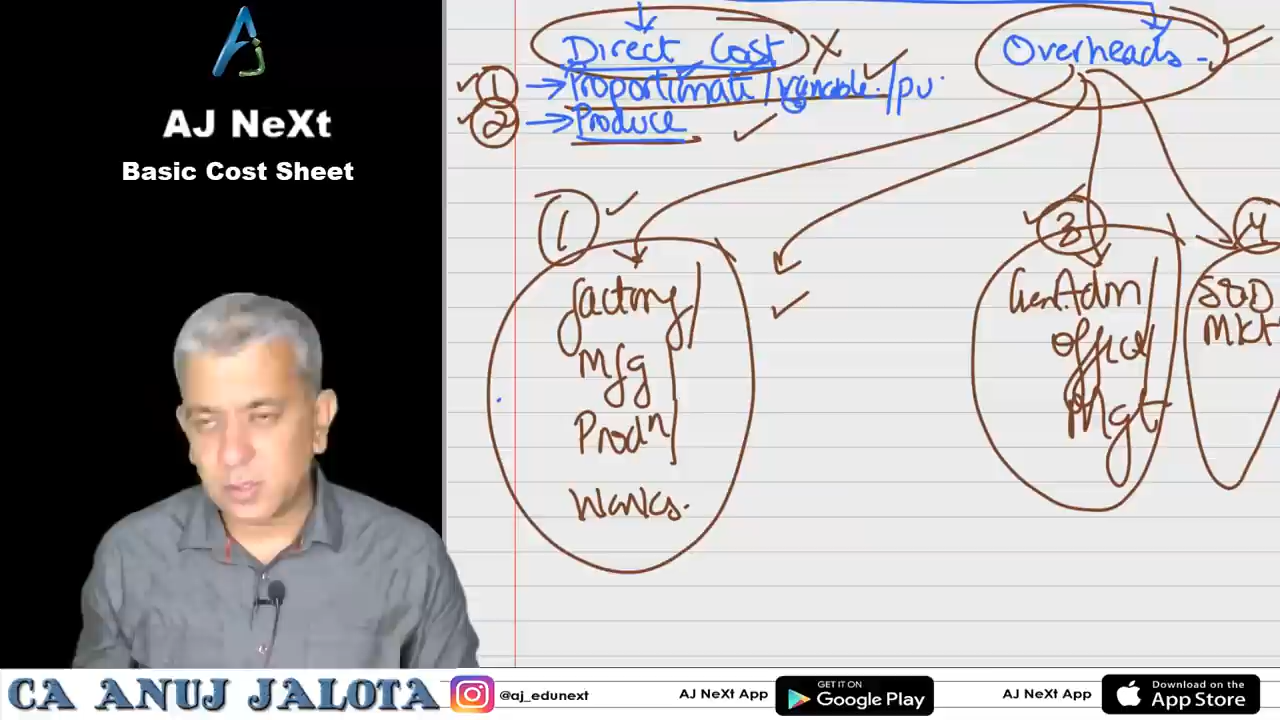 AJ NeXt
Basic Cost Sheet
Direct Cost X
Overheads
1 → Proportionate / variable / pu.
2 → Produce
1
Factory /
Mfg
Prodn /
Works.
3
Gen. Adm /
Office /
Mgt
4
S&D
Mkt
CA ANUJ JALOTA
@aj_edunext
AJ NeXt App
GET IT ON
Google Play
AJ NeXt App
Download on the
App Store